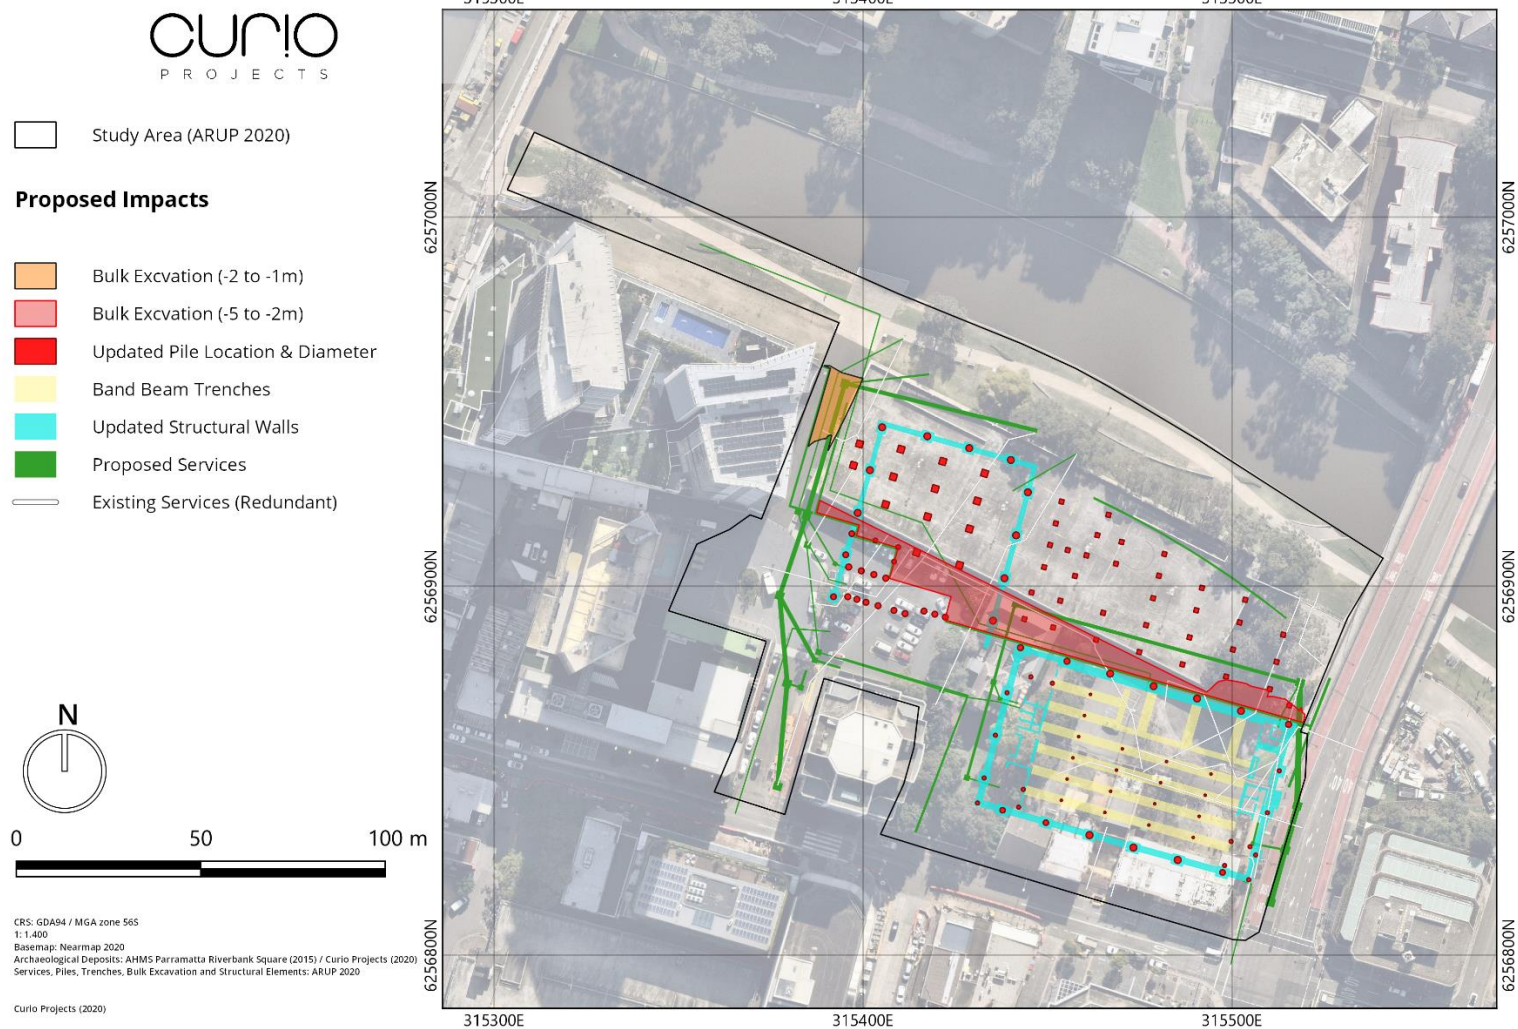 CURIO
PROJECTS
Study Area (ARUP 2020)
Proposed Impacts
Bulk Excvation (-2 to -1m)
Bulk Excvation (-5 to -2m)
Updated Pile Location & Diameter
Band Beam Trenches
Updated Structural Walls
Proposed Services
Existing Services (Redundant)
N
0 50 100 m
CRS: GDA94 / MGA zone 56S
1: 1.400
Basemap: Nearmap 2020
Archaeological Deposits: AHMS Parramatta Riverbank Square (2015) / Curio Projects (2020)
Services, Piles, Trenches, Bulk Excavation and Structural Elements: ARUP 2020
Curio Projects (2020)
315300E 315400E 315500E
6257000N 6257000N
6256900N 6256900N
6256800N 6256800N
315300E 315400E 315500E